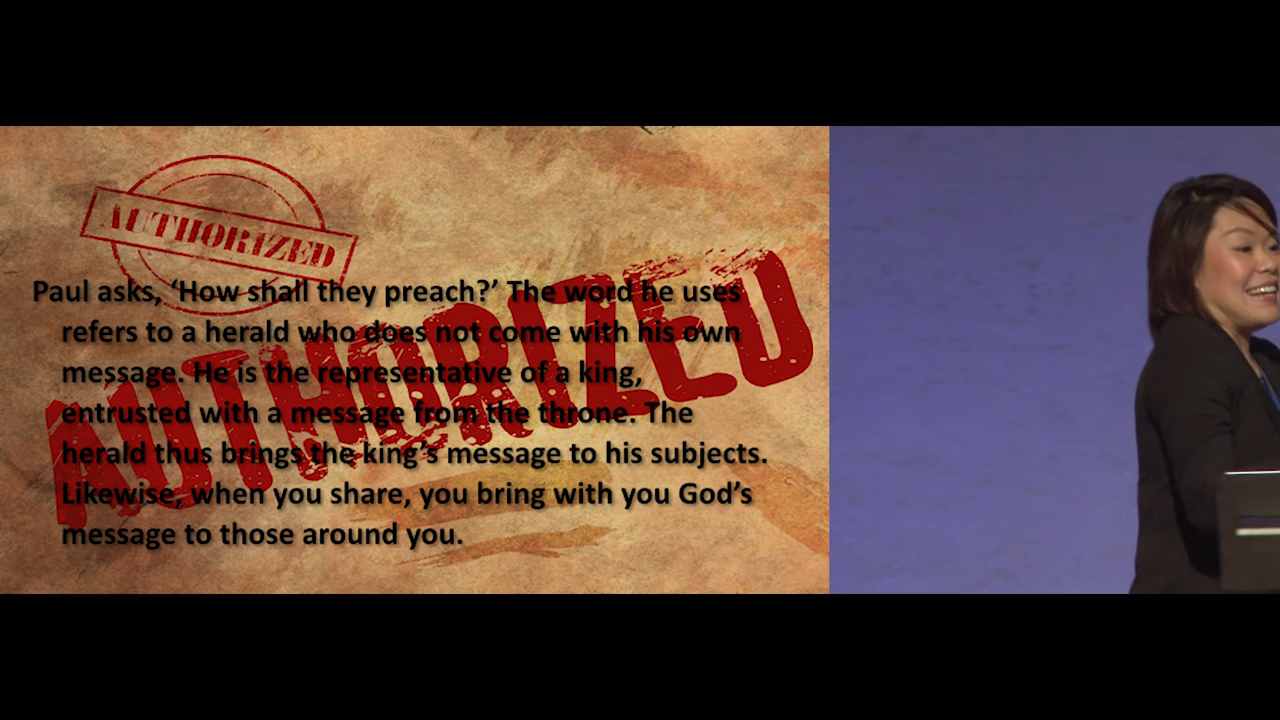 AUTHORIZED
AUTHORIZED
Paul asks, ‘How shall they preach?’ The word he uses
refers to a herald who does not come with his own
message. He is the representative of a king,
entrusted with a message from the throne. The
herald thus brings the king’s message to his subjects.
Likewise, when you share, you bring with you God’s
message to those around you.